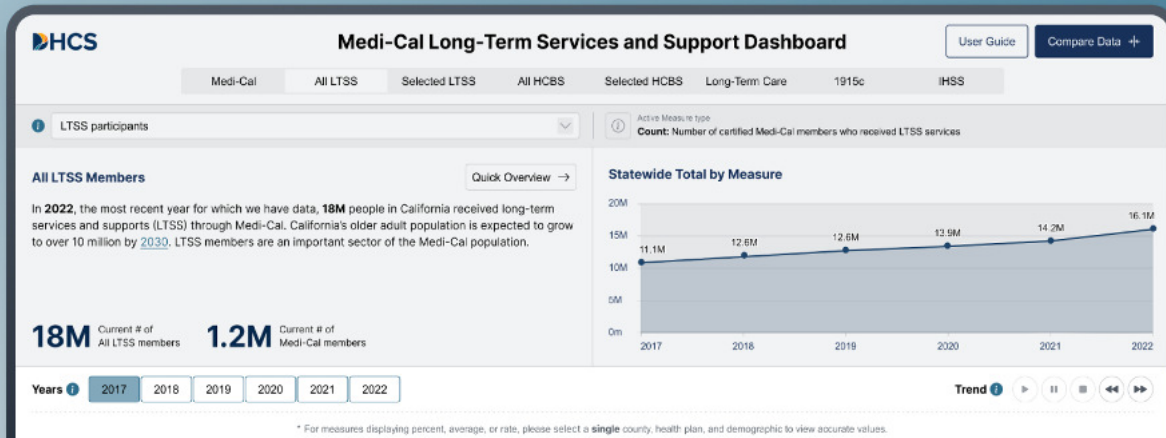 DHCS
Medi-Cal Long-Term Services and Support Dashboard
User Guide
Compare Data
Medi-Cal
All LTSS
Selected LTSS
All HCBS
Selected HCBS
Long-Term Care
1915c
IHSS
LTSS participants
Active Measure type
Count: Number of certified Medi-Cal members who received LTSS services
All LTSS Members
Quick Overview →
In 2022, the most recent year for which we have data, 18M people in California received long-term
services and supports (LTSS) through Medi-Cal. California's older adult population is expected to grow
to over 10 million by 2030. LTSS members are an important sector of the Medi-Cal population.
18M
Current # of
All LTSS members
1.2M
Current # of
Medi-Cal members
Statewide Total by Measure
20M
15M
10M
5M
0m
11.1M
12.6M
12.6M
13.9M
14.2M
16.1M
2017
2018
2019
2020
2021
2022
Years
2017
2018
2019
2020
2021
2022
Trend
* For measures displaying percent, average, or rate, please select a single county, health plan, and demographic to view accurate values.